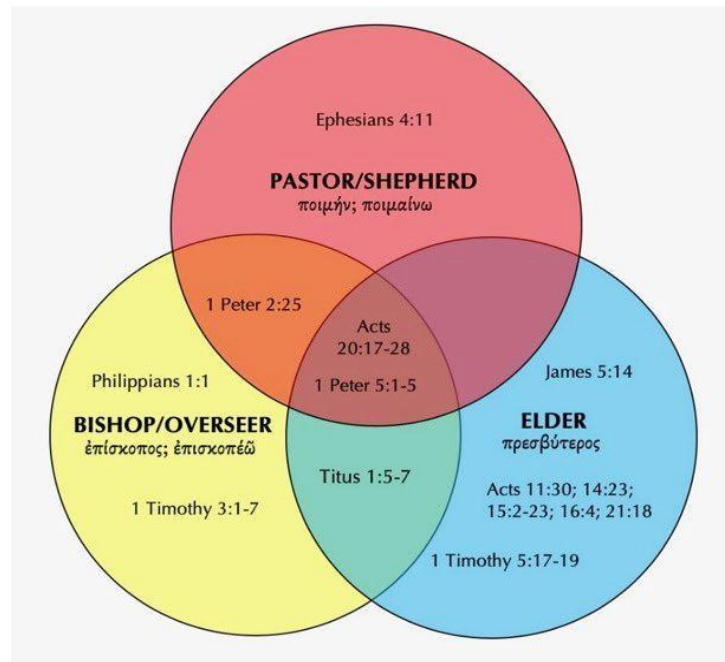 Ephesians 4:11
PASTOR/SHEPHERD
ποιμήν; ποιμαίνω
1 Peter 2:25
Acts
20:17-28
1 Peter 5:1-5
Philippians 1:1
BISHOP/OVERSEER
ἐπίσκοπος; ἐπισκοπέω̃
1 Timothy 3:1-7
Titus 1:5-7
James 5:14
ELDER
πρεσβύτερος
Acts 11:30; 14:23;
15:2-23; 16:4; 21:18
1 Timothy 5:17-19